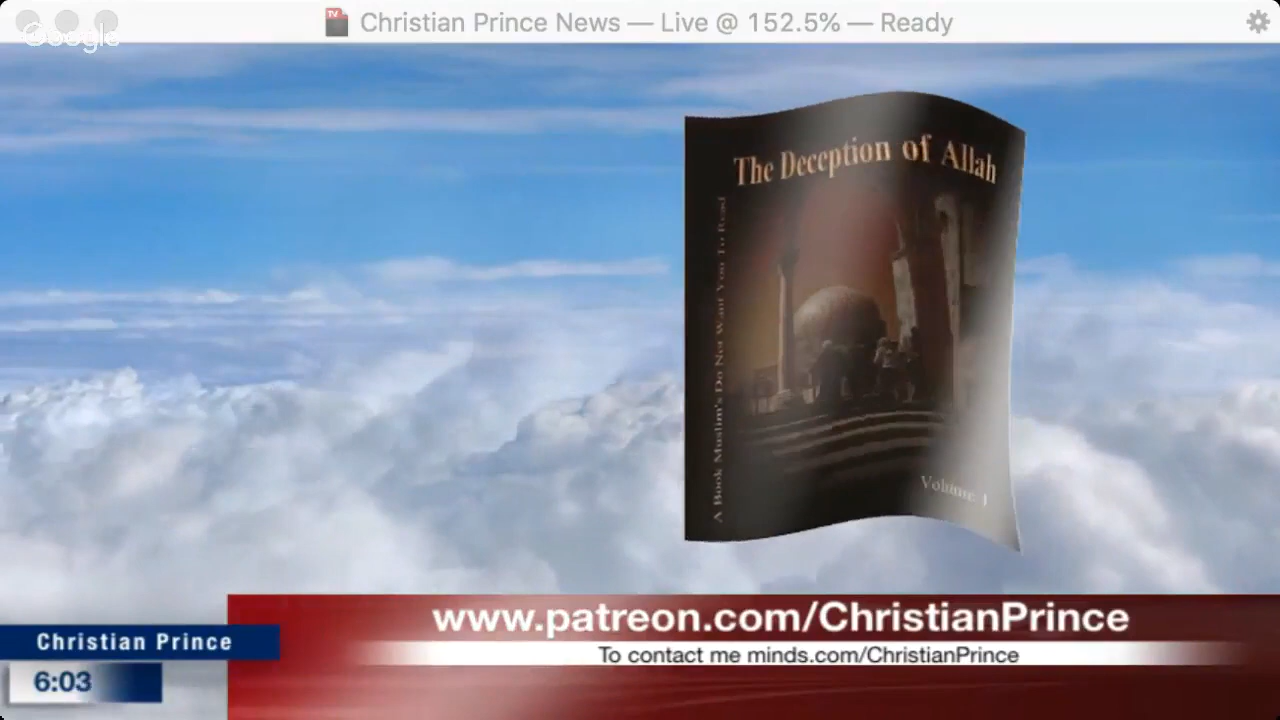 Christian Prince News — Live @ 152.5% — Ready
Google
The Deception of Allah
A Book Muslim's Do Not Want You To Read
Volume 1
www.patreon.com/ChristianPrince
To contact me minds.com/ChristianPrince
Christian Prince
6:03